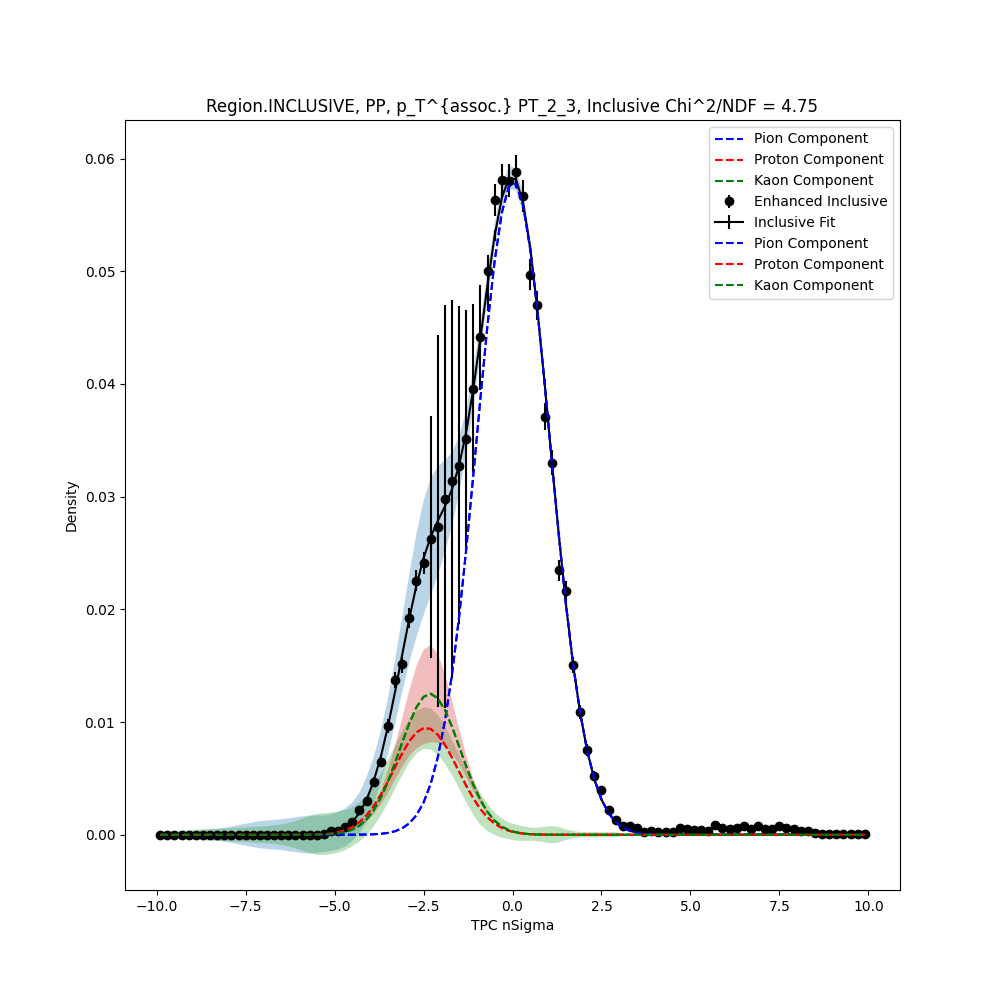 Region.INCLUSIVE, PP, p_T^{assoc.} PT_2_3, Inclusive Chi^2/NDF = 4.75
Pion Component
Proton Component
Kaon Component
Enhanced Inclusive
Inclusive Fit
Pion Component
Proton Component
Kaon Component
0.06
0.05
0.04
0.03
0.02
0.01
0.00
Density
−10.0 −7.5 −5.0 −2.5 0.0 2.5 5.0 7.5 10.0
TPC nSigma